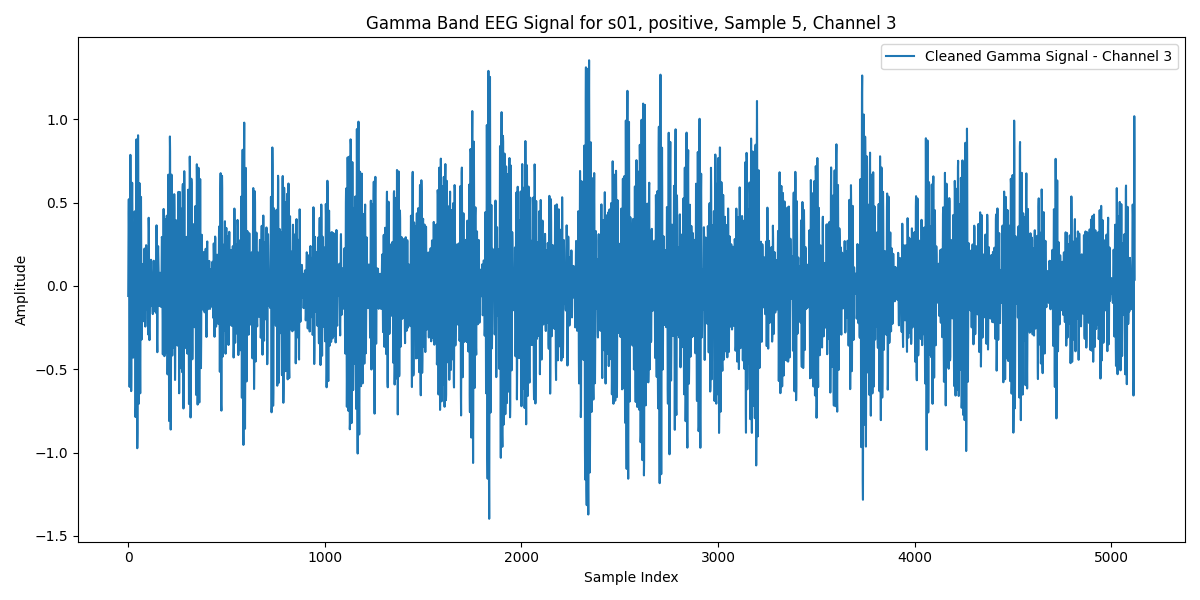 Gamma Band EEG Signal for s01, positive, Sample 5, Channel 3
Cleaned Gamma Signal - Channel 3
1.0
0.5
0.0
−0.5
−1.0
−1.5
Amplitude
0 1000 2000 3000 4000 5000
Sample Index